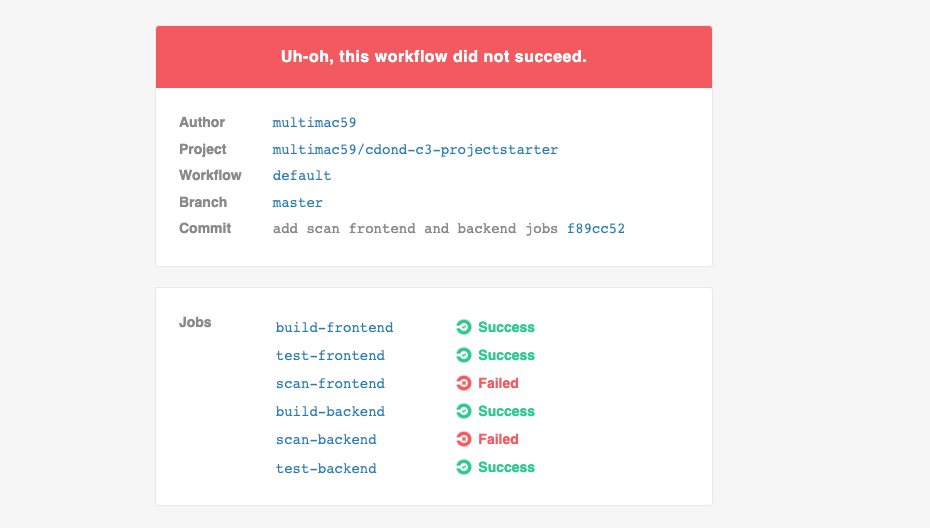 Uh-oh, this workflow did not succeed.
Author multimac59
Project multimac59/cdond-c3-projectstarter
Workflow default
Branch master
Commit add scan frontend and backend jobs f89cc52
Jobs build-frontend Success
test-frontend Success
scan-frontend Failed
build-backend Success
scan-backend Failed
test-backend Success